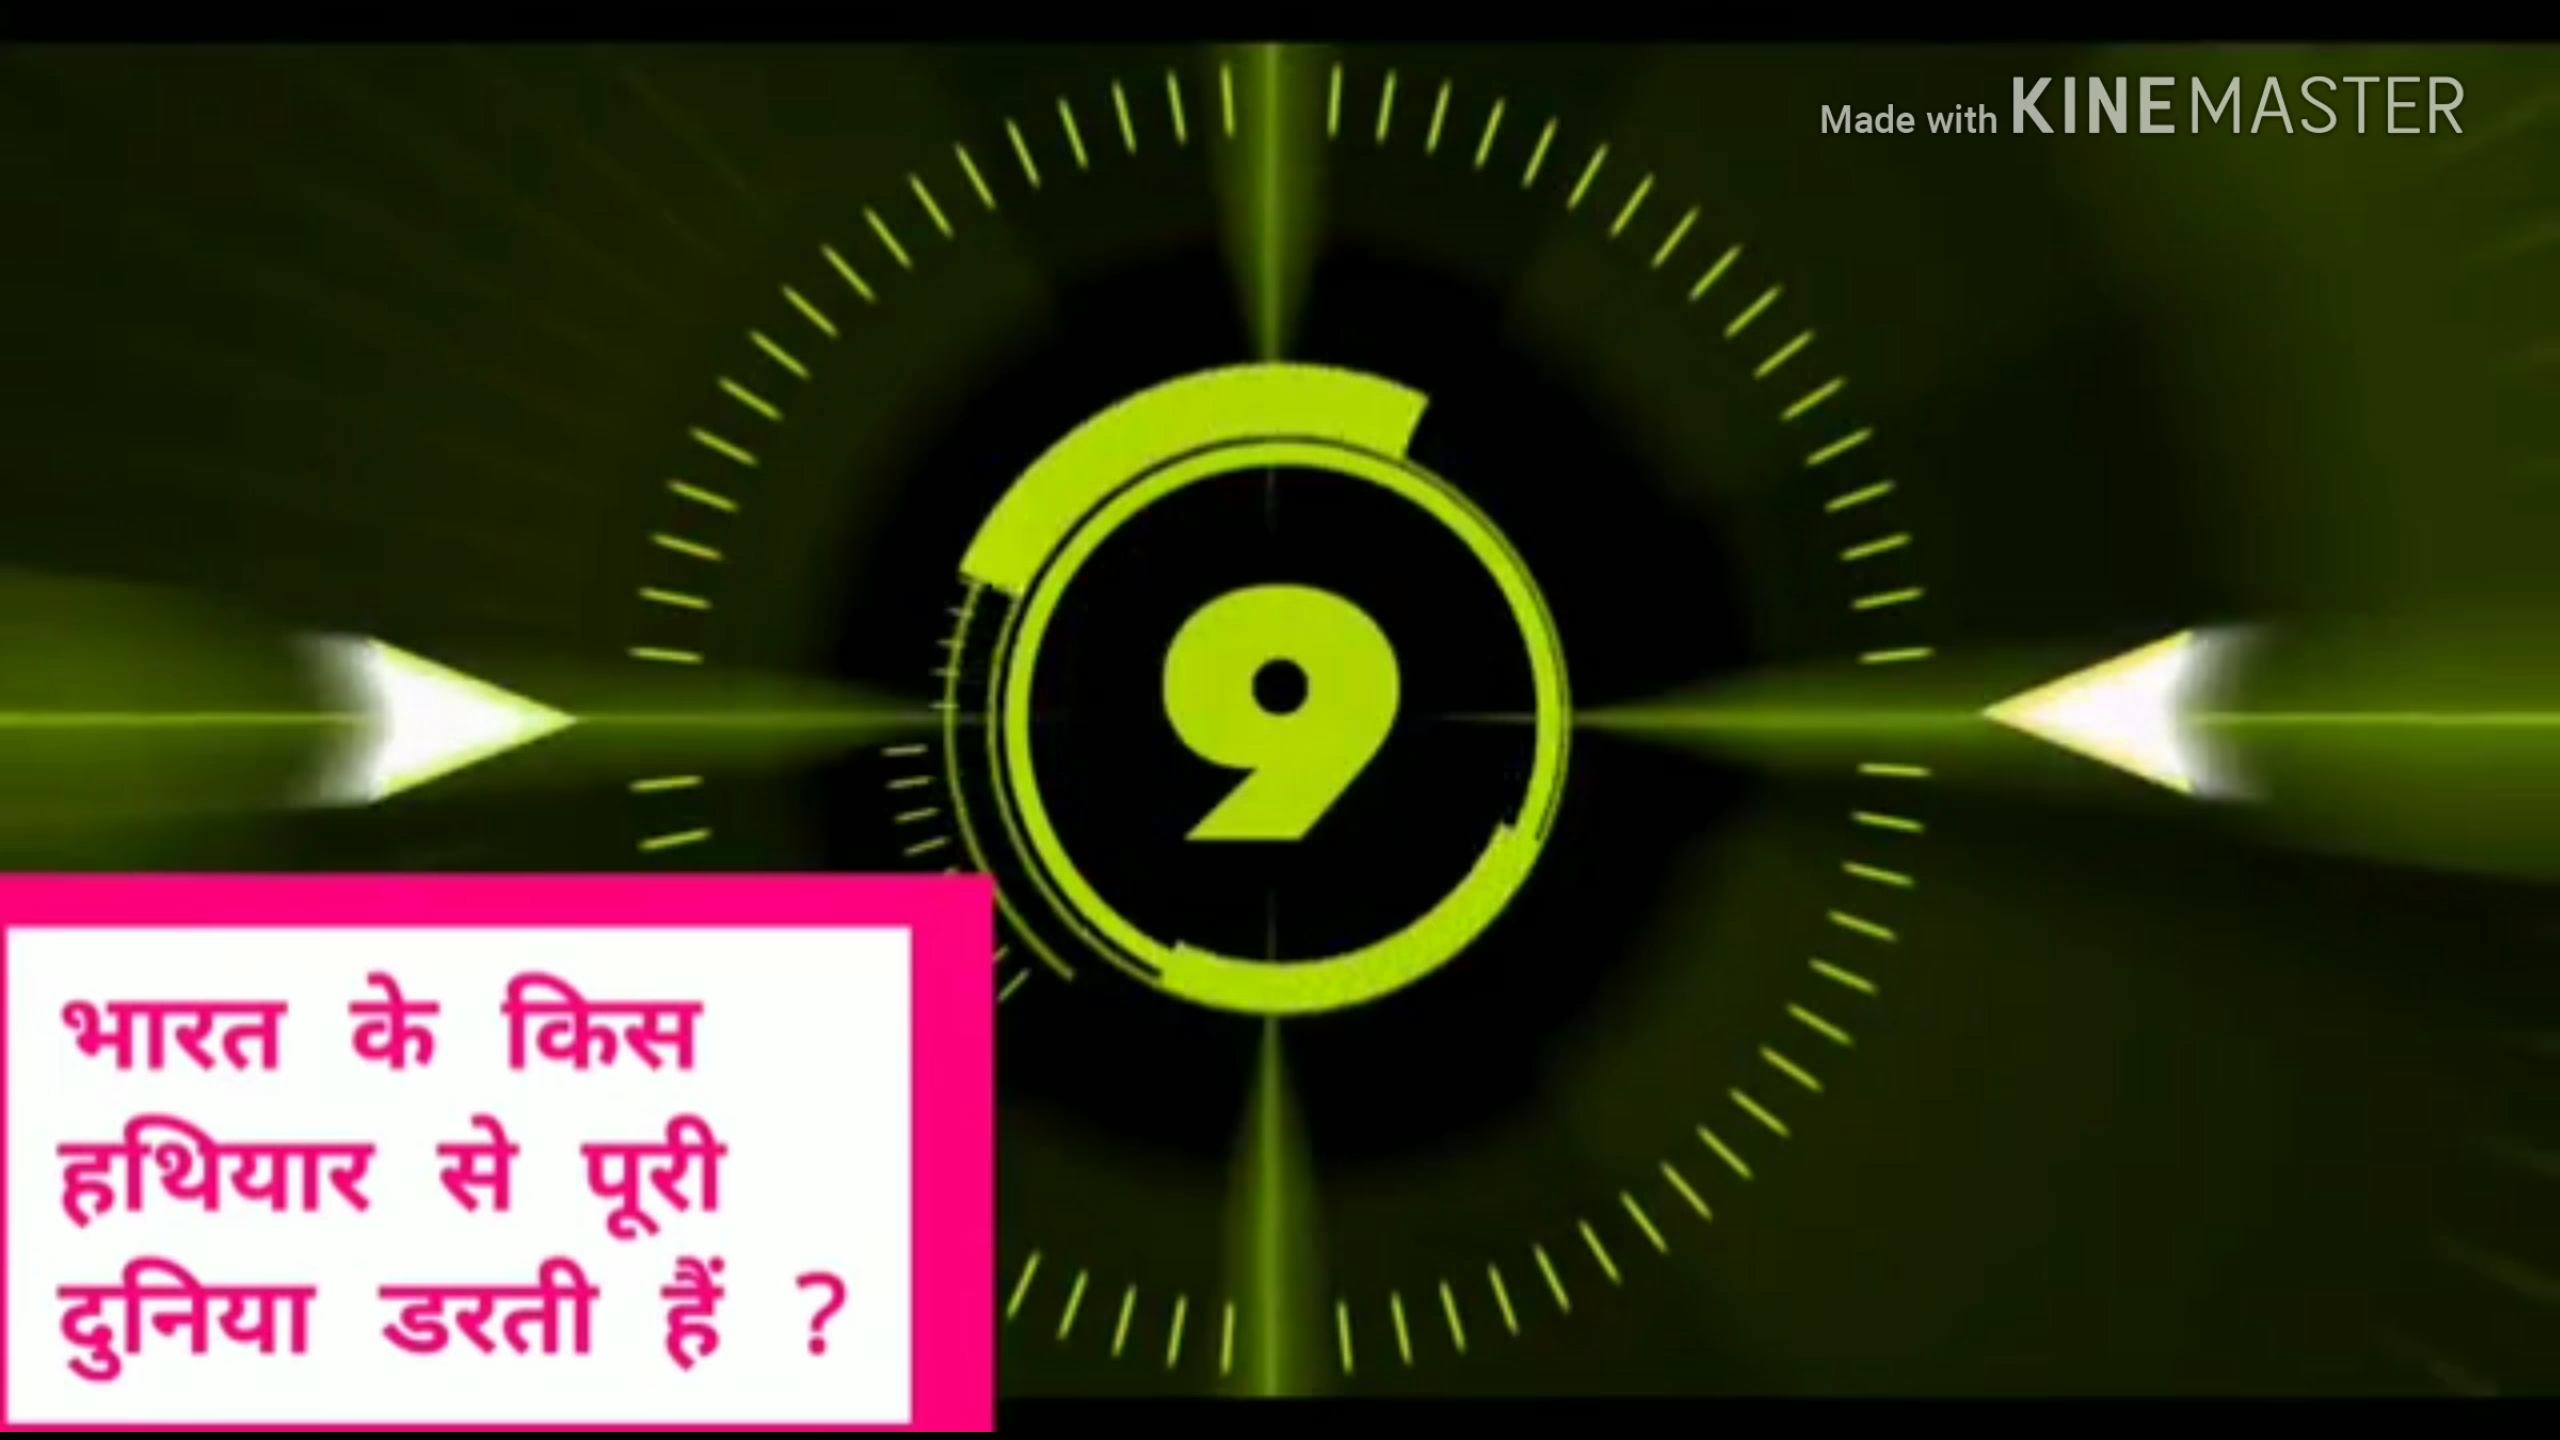 Made with KINEMASTER
9
भारत के किस
हथियार से पूरी
दुनिया डरती हैं ?